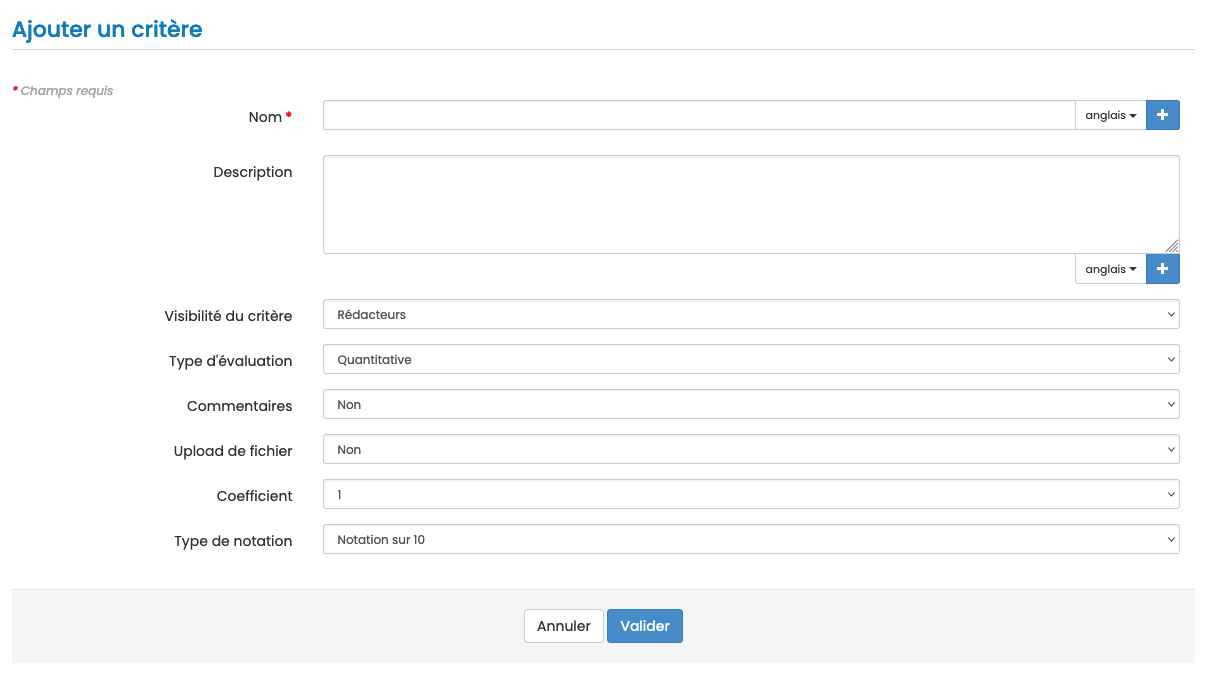 Ajouter un critère
* Champs requis
Nom *
anglais
Description
anglais
Visibilité du critère
Rédacteurs
Type d'évaluation
Quantitative
Commentaires
Non
Upload de fichier
Non
Coefficient
1
Type de notation
Notation sur 10
Annuler
Valider